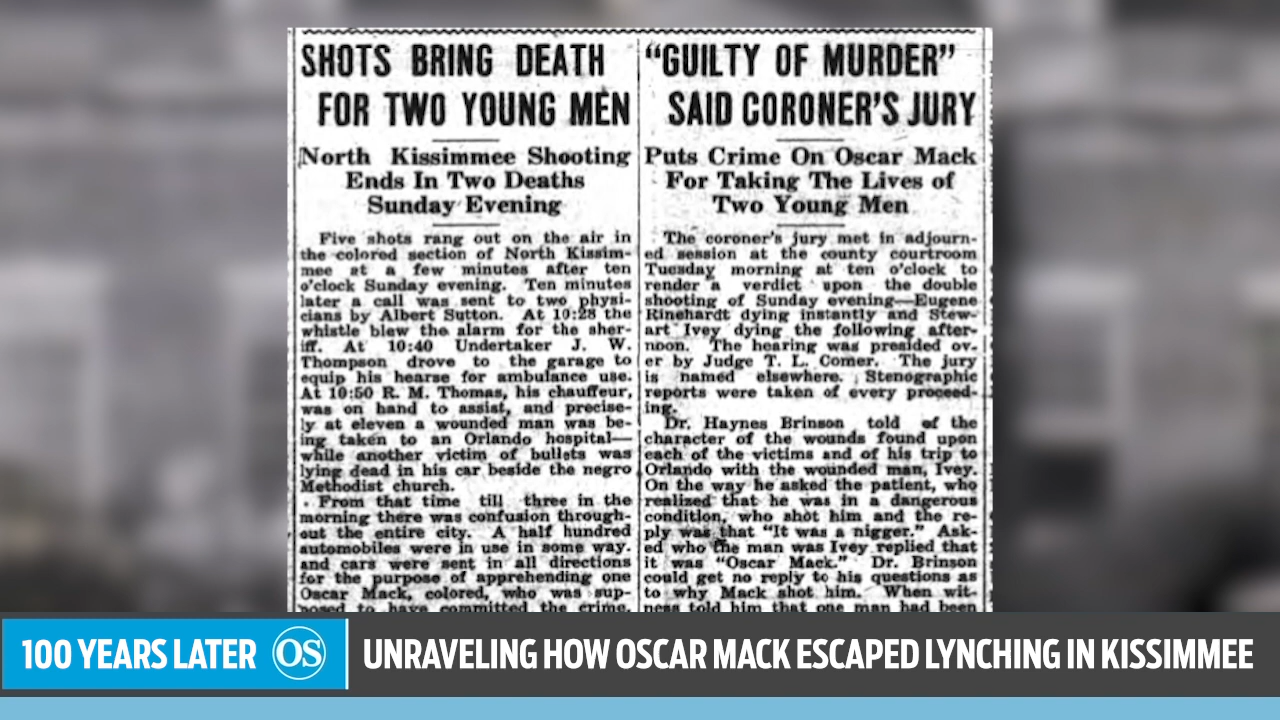 SHOTS BRING DEATH
FOR TWO YOUNG MEN
North Kissimmee Shooting
Ends In Two Deaths
Sunday Evening
Five shots rang out on the air in
the colored section of North Kissim-
mee at a few minutes after ten
o'clock Sunday evening. Ten minutes
later a call was sent to two physi-
cians by Albert Sutton. At 10:28 the
whistle blew the alarm for the sher-
iff. At 10:40 Undertaker J. W.
Thompson drove to the garage to
equip his hearse for ambulance use.
At 10:50 R. M. Thomas, his chauffeur,
was on hand to assist, and precise-
ly at eleven a wounded man was be-
ing taken to an Orlando hospital—
while another victim of bullets was
lying dead in his car beside the negro
Methodist church.
From that time till three in the
morning there was confusion through-
out the entire city. A half hundred
automobiles were in use in some way.
and cars were sent in all directions
for the purpose of apprehending one
Oscar Mack, colored, who was sup-
posed to have committed the crime.
"GUILTY OF MURDER"
SAID CORONER'S JURY
Puts Crime On Oscar Mack
For Taking The Lives of
Two Young Men
The coroner's jury met in adjourn-
ed session at the county courtroom
Tuesday morning at ten o'clock to
render a verdict upon the double
shooting of Sunday evening—Eugene
Rinehardt dying instantly and Stew-
art Ivey dying the following after-
noon. The hearing was presided ov-
er by Judge T. L. Comer. The jury
is named elsewhere. Stenographic
reports were taken of every proceed-
ing.
Dr. Haynes Brinson told of the
character of the wounds found upon
each of the victims and of his trip to
Orlando with the wounded man, Ivey.
On the way he asked the patient, who
realized that he was in a dangerous
condition, who shot him and the re-
ply was that "It was a nigger." Ask-
ed who the man was Ivey replied that
it was "Oscar Mack." Dr. Brinson
could get no reply to his questions as
to why Mack shot him. When wit-
ness told him that one man had been
100 YEARS LATER OS UNRAVELING HOW OSCAR MACK ESCAPED LYNCHING IN KISSIMMEE